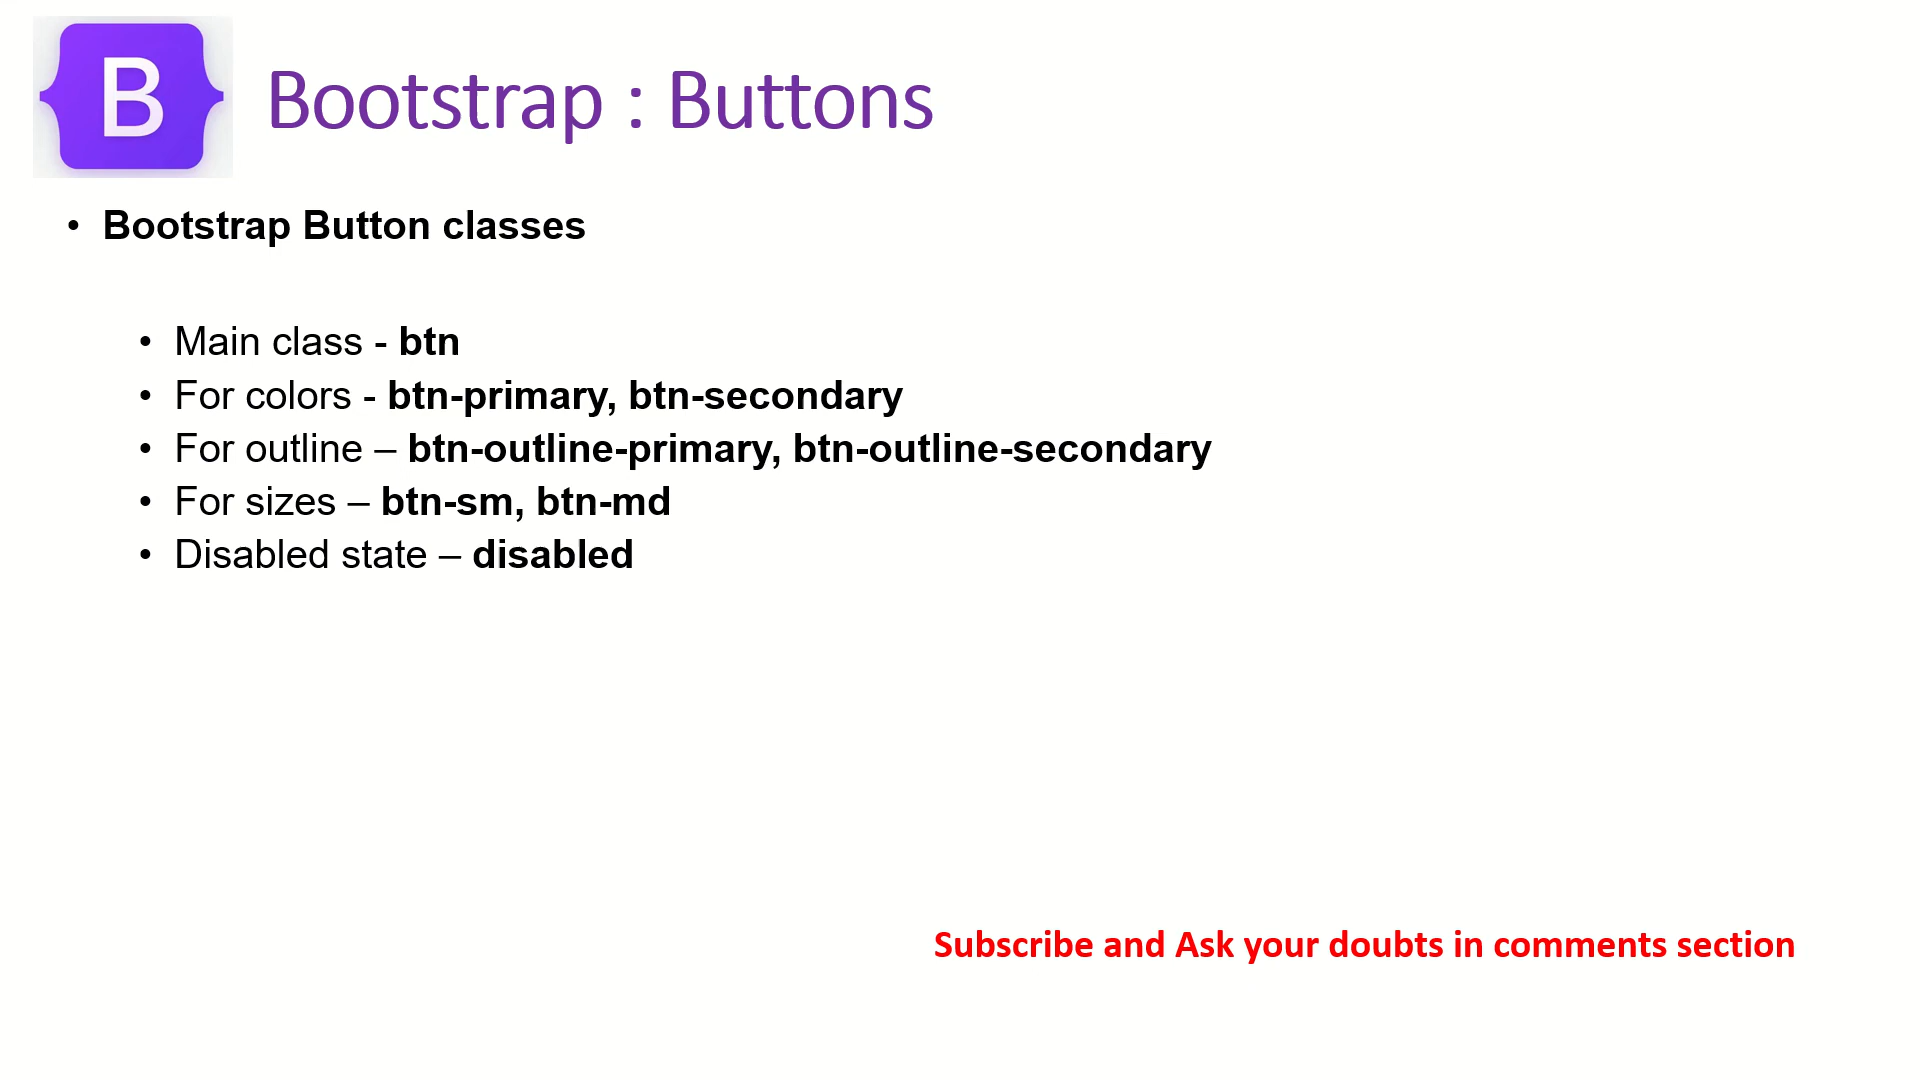 B
Bootstrap : Buttons
• Bootstrap Button classes
• Main class - btn
• For colors - btn-primary, btn-secondary
• For outline – btn-outline-primary, btn-outline-secondary
• For sizes – btn-sm, btn-md
• Disabled state – disabled
Subscribe and Ask your doubts in comments section